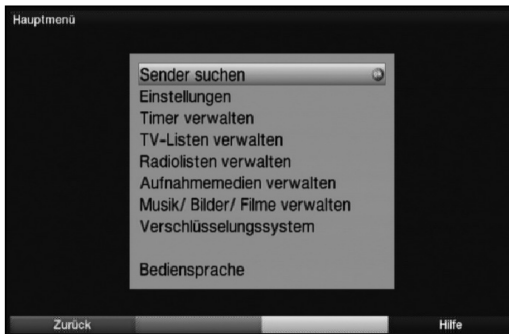 Hauptmenü
Sender suchen
Einstellungen
Timer verwalten
TV-Listen verwalten
Radiolisten verwalten
Aufnahmemedien verwalten
Musik/ Bilder/ Filme verwalten
Verschlüsselungssystem
Bediensprache
Zurück
Hilfe